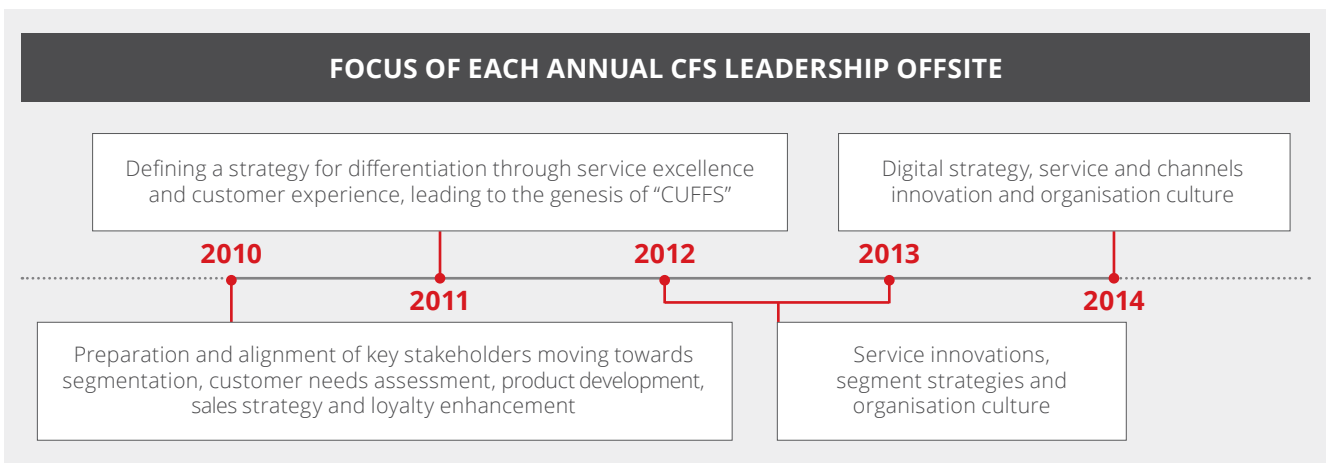 FOCUS OF EACH ANNUAL CFS LEADERSHIP OFFSITE
Defining a strategy for differentiation through service excellence
and customer experience, leading to the genesis of “CUFFS”
Digital strategy, service and channels
innovation and organisation culture
2010
2012
2013
2011
2014
Preparation and alignment of key stakeholders moving towards
segmentation, customer needs assessment, product development,
sales strategy and loyalty enhancement
Service innovations,
segment strategies and
organisation culture